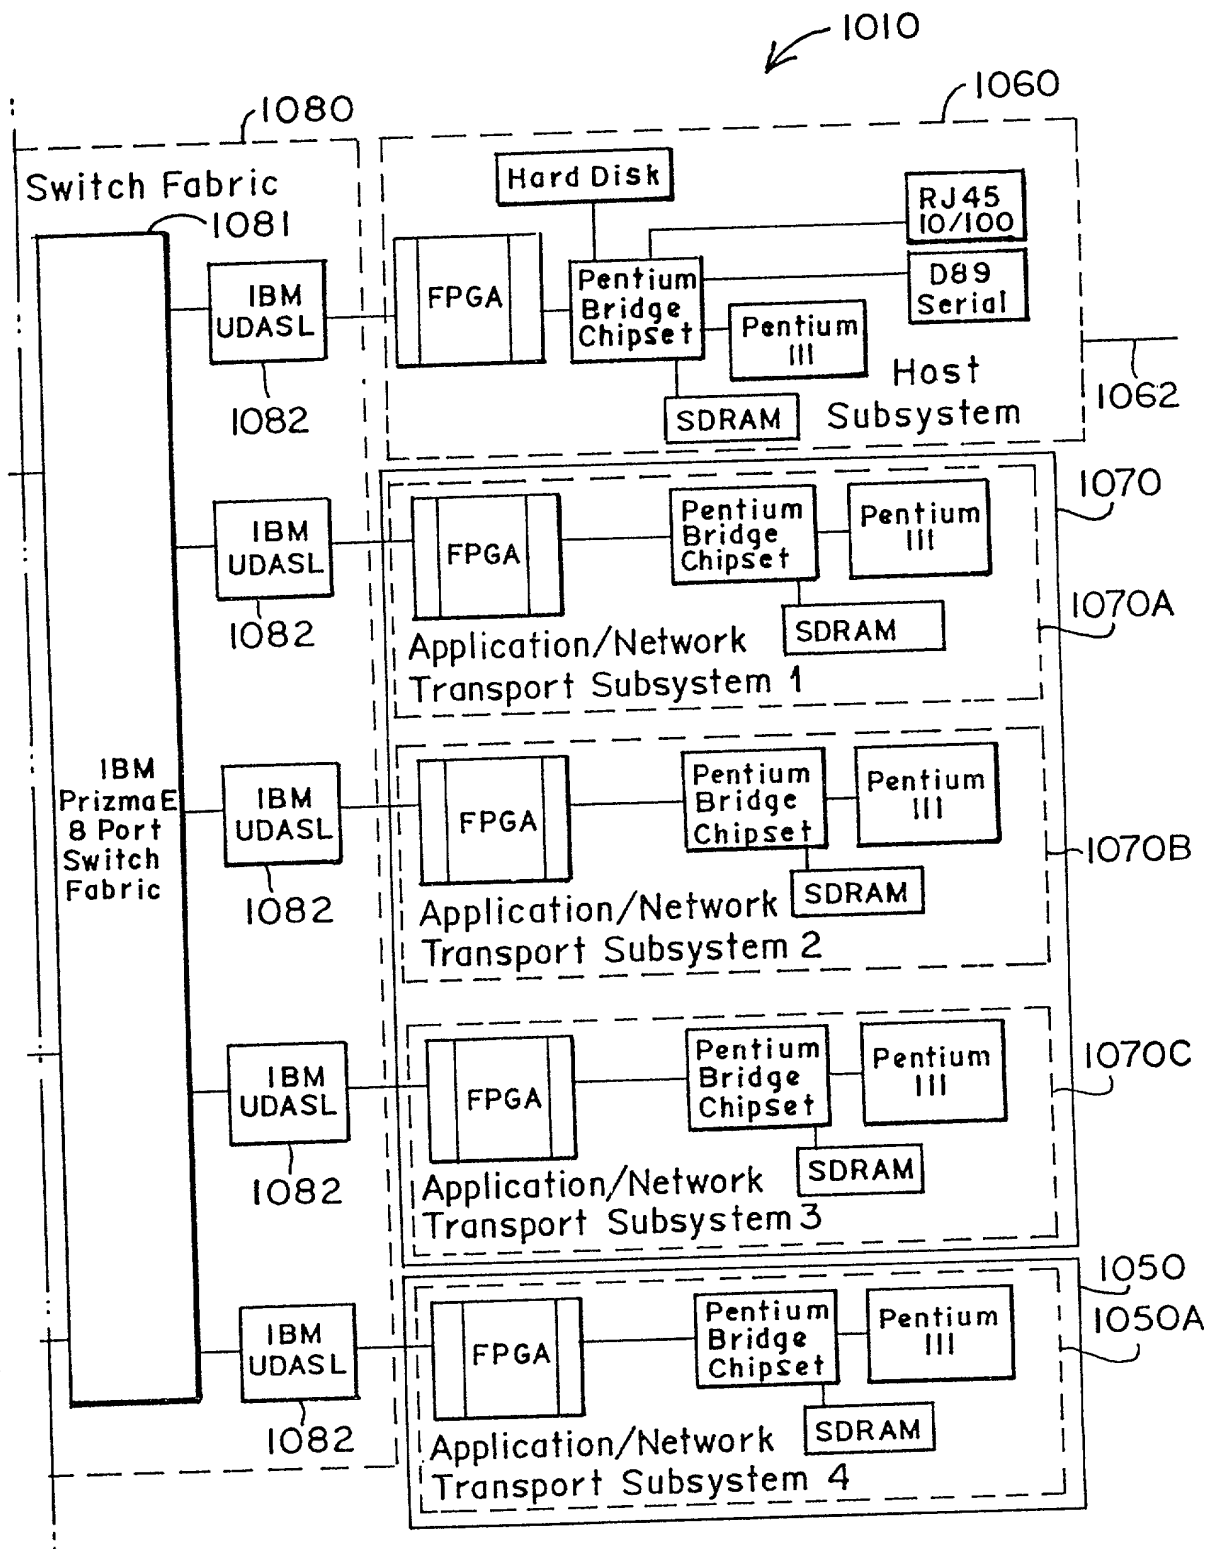 1010
1060
1080
Switch Fabric
1081
Hard Disk
RJ45
10/100
D89
Serial
IBM
UDASL
1082
FPGA
Pentium
Bridge
Chipset
Pentium
III
SDRAM
Host
Subsystem
1062
1070
IBM
UDASL
1082
FPGA
Pentium
Bridge
Chipset
Pentium
III
SDRAM
1070A
Application/Network
Transport Subsystem 1
IBM
PrizmaE
8 Port
Switch
Fabric
IBM
UDASL
1082
FPGA
Pentium
Bridge
Chipset
Pentium
III
SDRAM
1070B
Application/Network
Transport Subsystem 2
IBM
UDASL
1082
FPGA
Pentium
Bridge
Chipset
Pentium
III
SDRAM
1070C
Application/Network
Transport Subsystem 3
1050
1050A
IBM
UDASL
1082
FPGA
Pentium
Bridge
Chipset
Pentium
III
SDRAM
Application/Network
Transport Subsystem 4